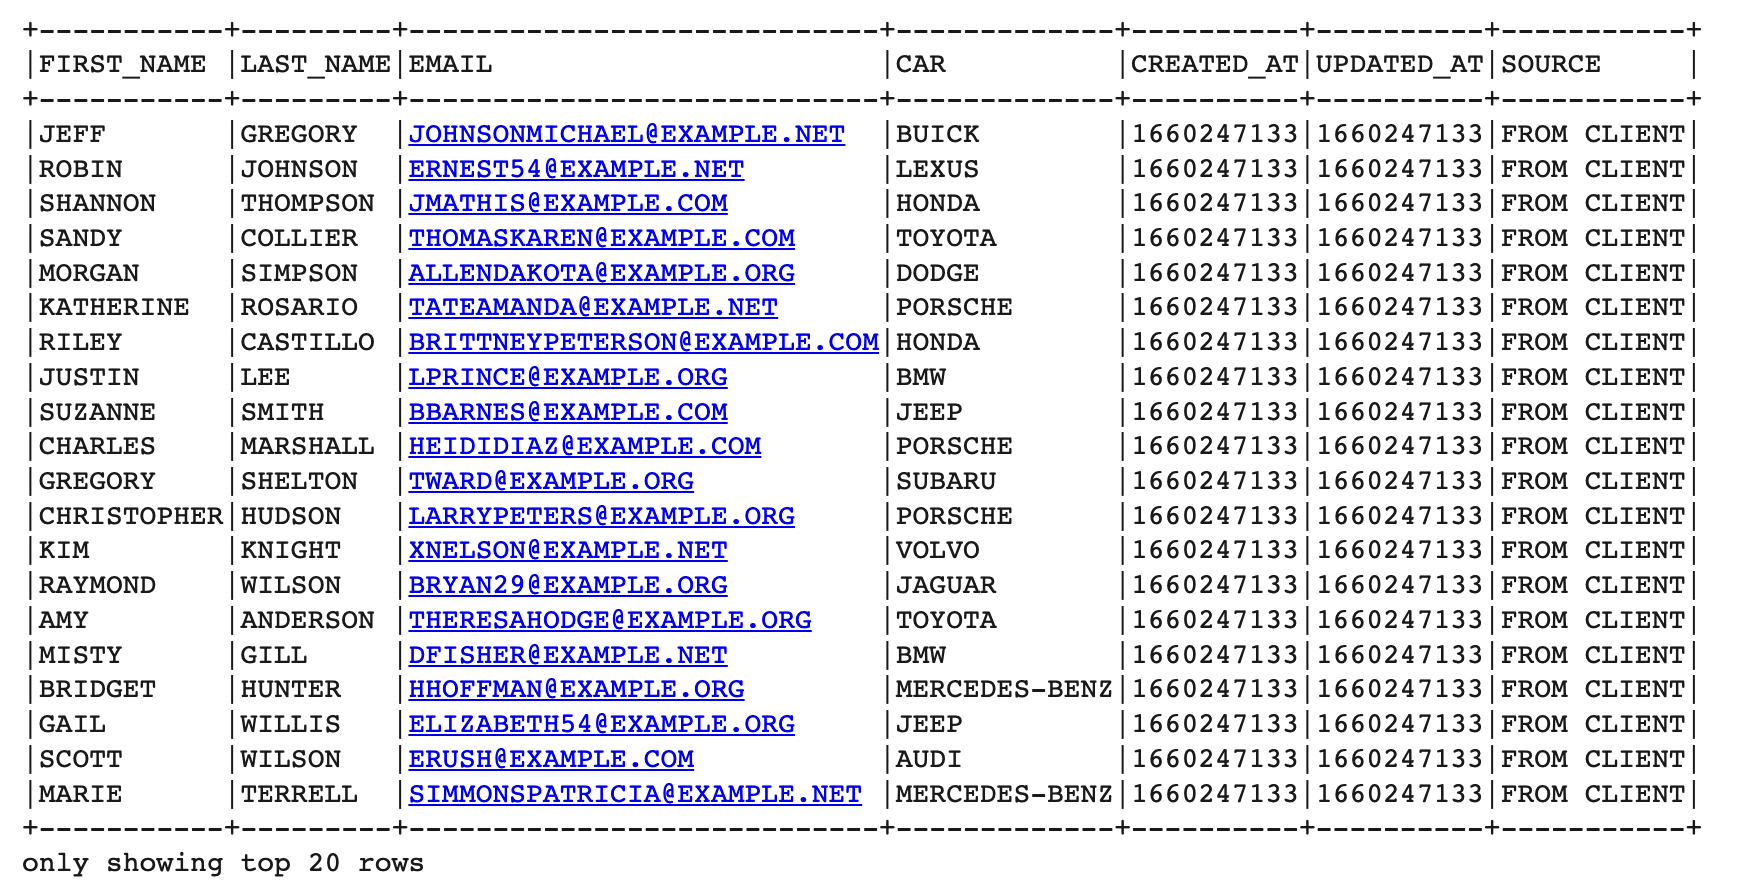 +-----------+---------+----------------------------+-------------+----------+----------+-----------+
|FIRST_NAME |LAST_NAME|EMAIL                       |CAR          |CREATED_AT|UPDATED_AT|SOURCE     |
+-----------+---------+----------------------------+-------------+----------+----------+-----------+
|JEFF       |GREGORY  |JOHNSONMICHAEL@EXAMPLE.NET  |BUICK        |1660247133|1660247133|FROM CLIENT|
|ROBIN      |JOHNSON  |ERNEST54@EXAMPLE.NET        |LEXUS        |1660247133|1660247133|FROM CLIENT|
|SHANNON    |THOMPSON |JMATHIS@EXAMPLE.COM         |HONDA        |1660247133|1660247133|FROM CLIENT|
|SANDY      |COLLIER  |THOMASKAREN@EXAMPLE.COM     |TOYOTA       |1660247133|1660247133|FROM CLIENT|
|MORGAN     |SIMPSON  |ALLENDAKOTA@EXAMPLE.ORG     |DODGE        |1660247133|1660247133|FROM CLIENT|
|KATHERINE  |ROSARIO  |TATEAMANDA@EXAMPLE.NET      |PORSCHE      |1660247133|1660247133|FROM CLIENT|
|RILEY      |CASTILLO |BRITTNEYPETERSON@EXAMPLE.COM|HONDA        |1660247133|1660247133|FROM CLIENT|
|JUSTIN     |LEE      |LPRINCE@EXAMPLE.ORG         |BMW          |1660247133|1660247133|FROM CLIENT|
|SUZANNE    |SMITH    |BBARNES@EXAMPLE.COM         |JEEP         |1660247133|1660247133|FROM CLIENT|
|CHARLES    |MARSHALL |HEIDIDIAZ@EXAMPLE.COM       |PORSCHE      |1660247133|1660247133|FROM CLIENT|
|GREGORY    |SHELTON  |TWARD@EXAMPLE.ORG           |SUBARU       |1660247133|1660247133|FROM CLIENT|
|CHRISTOPHER|HUDSON   |LARRYPETERS@EXAMPLE.ORG     |PORSCHE      |1660247133|1660247133|FROM CLIENT|
|KIM        |KNIGHT   |XNELSON@EXAMPLE.NET         |VOLVO        |1660247133|1660247133|FROM CLIENT|
|RAYMOND    |WILSON   |BRYAN29@EXAMPLE.ORG         |JAGUAR       |1660247133|1660247133|FROM CLIENT|
|AMY        |ANDERSON |THERESAHODGE@EXAMPLE.ORG    |TOYOTA       |1660247133|1660247133|FROM CLIENT|
|MISTY      |GILL     |DFISHER@EXAMPLE.NET         |BMW          |1660247133|1660247133|FROM CLIENT|
|BRIDGET    |HUNTER   |HHOFFMAN@EXAMPLE.ORG        |MERCEDES-BENZ|1660247133|1660247133|FROM CLIENT|
|GAIL       |WILLIS   |ELIZABETH54@EXAMPLE.ORG     |JEEP         |1660247133|1660247133|FROM CLIENT|
|SCOTT      |WILSON   |ERUSH@EXAMPLE.COM           |AUDI         |1660247133|1660247133|FROM CLIENT|
|MARIE      |TERRELL  |SIMMONSPATRICIA@EXAMPLE.NET |MERCEDES-BENZ|1660247133|1660247133|FROM CLIENT|
+-----------+---------+----------------------------+-------------+----------+----------+-----------+
only showing top 20 rows